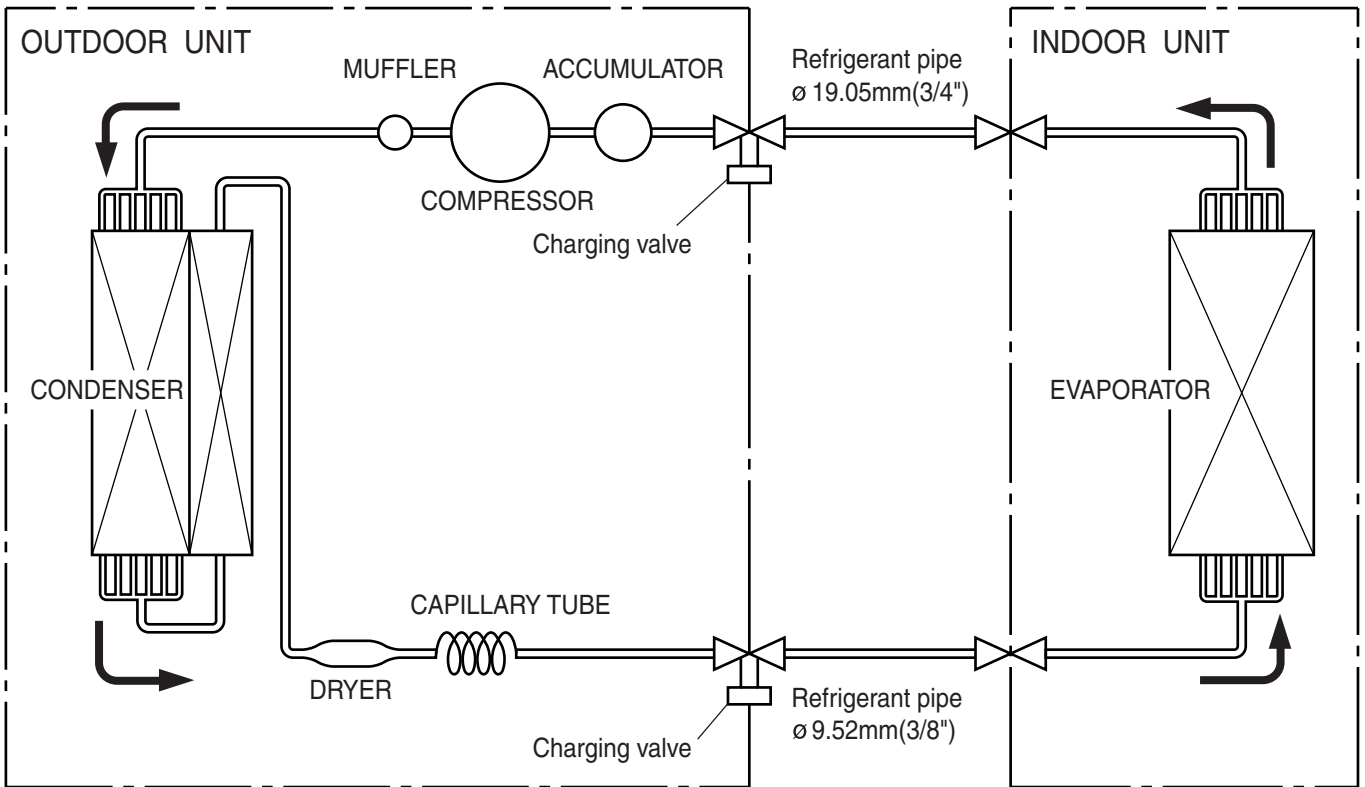 OUTDOOR UNIT
INDOOR UNIT
MUFFLER
ACCUMULATOR
Refrigerant pipe
ø 19.05mm(3/4")
COMPRESSOR
Charging valve
CONDENSER
EVAPORATOR
CAPILLARY TUBE
DRYER
Refrigerant pipe
ø 9.52mm(3/8")
Charging valve